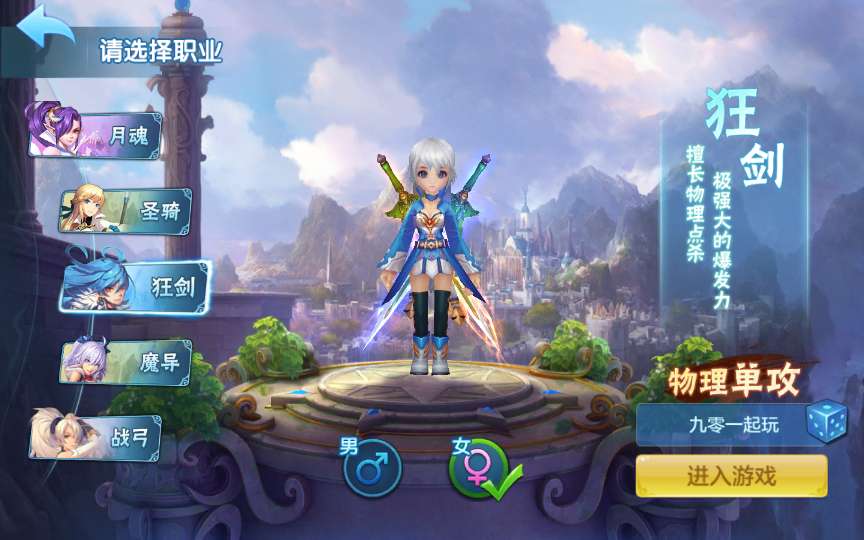 请选择职业
月魂
圣骑
狂剑
魔导
战弓
男
女
狂剑
极强大的爆发力
擅长物理点杀
物理单攻
九零一起玩
进入游戏